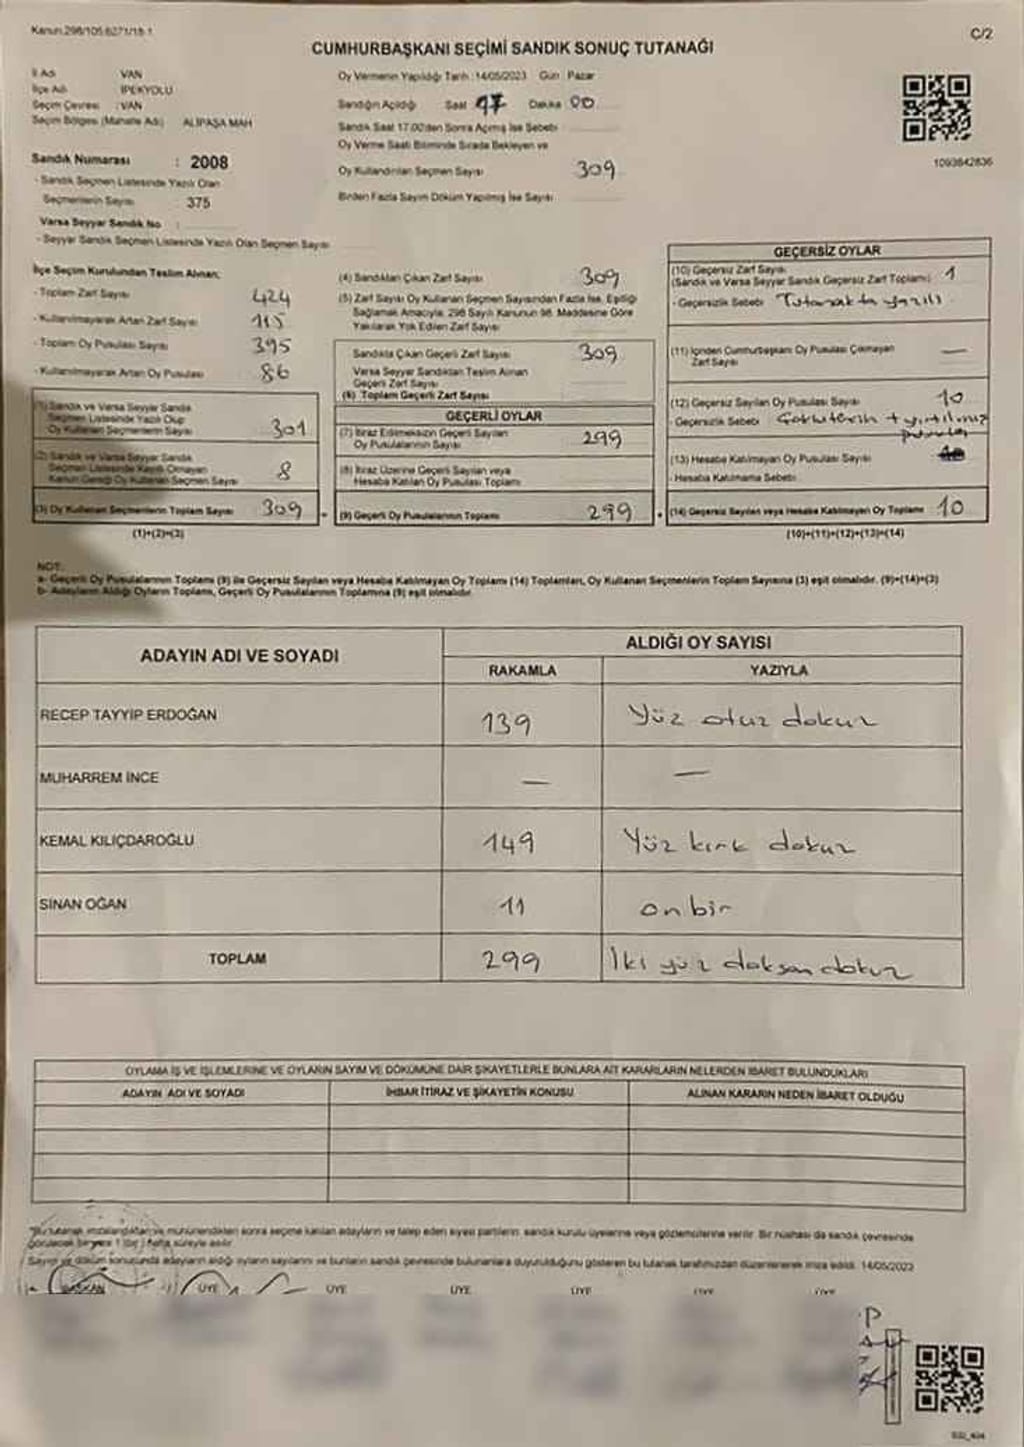 Kanun 298/105 6271/18-1
C/2
CUMHURBAŞKANI SEÇİMİ SANDIK SONUÇ TUTANAĞI
İl Adı VAN
İlçe Adı İPEKYOLU
Seçim Çevresi : VAN
Seçim Bölgesi (Mahalle Adı) ALİPAŞA MAH
Sandık Numarası : 2008
- Sandık Seçmen Listesinde Yazılı Olan
Seçmenlerin Sayısı 375
Varsa Seyyar Sandık No :
- Seyyar Sandık Seçmen Listesinde Yazılı Olan Seçmen Sayısı
Oy Vermenin Yapıldığı Tarih : 14/05/2023 Gün : Pazar
Sandığın Açıldığı Saat 17 Dakika 00
Sandık Saat 17.00'den Sonra Açılmış İse Sebebi
Oy Verme Saati Bitiminde Sırada Bekleyen ve
Oy Kullandırılan Seçmen Sayısı 309
Birden Fazla Sayım Döküm Yapılmış İse Sayısı
1093642836
İlçe Seçim Kurulundan Teslim Alınan;
- Toplam Zarf Sayısı 424
- Kullanılmayarak Artan Zarf Sayısı 115
- Toplam Oy Pusulası Sayısı 395
- Kullanılmayarak Artan Oy Pusulası 86
(1) Sandık ve Varsa Seyyar Sandık
Seçmen Listesinde Yazılı Olup
Oy Kullanan Seçmenlerin Sayısı 301
(2) Sandık ve Varsa Seyyar Sandık
Seçmen Listesinde Kayıtlı Olmayan
Kanun Gereği Oy Kullanan Seçmen Sayısı 8
(3) Oy Kullanan Seçmenlerin Toplam Sayısı 309
(1)+(2)=(3)
(4) Sandıktan Çıkan Zarf Sayısı 309
(5) Zarf Sayısı Oy Kullanan Seçmen Sayısından Fazla İse, Eşitliği
Sağlamak Amacıyla, 298 Sayılı Kanunun 98. Maddesine Göre
Yakılarak Yok Edilen Zarf Sayısı
Sandıkta Çıkan Geçerli Zarf Sayısı 309
Varsa Seyyar Sandıktan Teslim Alınan
Geçerli Zarf Sayısı
(6) Toplam Geçerli Zarf Sayısı
GEÇERLİ OYLAR
(7) İtiraz Edilmeksizin Geçerli Sayılan
Oy Pusulalarının Sayısı 299
(8) İtiraz Üzerine Geçerli Sayılan veya
Hesaba Katılan Oy Pusulası Toplamı
(9) Geçerli Oy Pusulalarının Toplamı 299
GEÇERSİZ OYLAR
(10) Geçersiz Zarf Sayısı
(Sandık ve Varsa Seyyar Sandık Geçersiz Zarf Toplamı) 1
- Geçersizlik Sebebi Tutanakta yazılı
(11) İçinden Cumhurbaşkanı Oy Pusulası Çıkmayan
Zarf Sayısı —
(12) Geçersiz Sayılan Oy Pusulası Sayısı 10
- Geçersizlik Sebebi + yırtılmış
pusula
(13) Hesaba Katılmayan Oy Pusulası Sayısı
- Hesaba Katılmama Sebebi
(14) Geçersiz Sayılan veya Hesaba Katılmayan Oy Toplamı 10
(10)+(11)+(12)+(13)=(14)
NOT:
a- Geçerli Oy Pusulalarının Toplamı (9) ile Geçersiz Sayılan veya Hesaba Katılmayan Oy Toplamı (14) Toplamları, Oy Kullanan Seçmenlerin Toplam Sayısına (3) eşit olmalıdır. (9)+(14)=(3)
b- Adayların Aldığı Oyların Toplamı, Geçerli Oy Pusulalarının Toplamına (9) eşit olmalıdır.
ADAYIN ADI VE SOYADI
ALDIĞI OY SAYISI
RAKAMLA YAZIYLA
RECEP TAYYİP ERDOĞAN 139 Yüz otuz dokuz
MUHARREM İNCE — —
KEMAL KILIÇDAROĞLU 149 Yüz kırk dokuz
SİNAN OĞAN 11 on bir
TOPLAM 299 İki yüz doksan dokuz
OYLAMA İŞ VE İŞLEMLERİNE VE OYLARIN SAYIM VE DÖKÜMÜNE DAİR ŞİKAYETLERLE BUNLARA AİT KARARLARIN NELERDEN İBARET BULUNDUKLARI
ADAYIN ADI VE SOYADI İHBAR İTİRAZ VE ŞİKAYETİN KONUSU ALINAN KARARIN NEDEN İBARET OLDUĞU
*Bu tutanak imzalandıktan ve mühürlendikten sonra seçime katılan adayların ve talep eden siyasi partilerin sandık kurulu üyelerine veya gözlemcilerine verilir. Bir nüshası da sandık çevresinde
görülecek bir yere 1 (bir) hafta süreyle asılır.
Sayım ve döküm sonucunda adayların aldığı oyların sayılarını ve bunların sandık çevresinde bulunanlara duyurulduğunu gösteren bu tutanak tarafımızdan düzenlenerek imza edildi. 14/05/2023
BAŞKAN ÜYE ÜYE ÜYE ÜYE ÜYE ÜYE